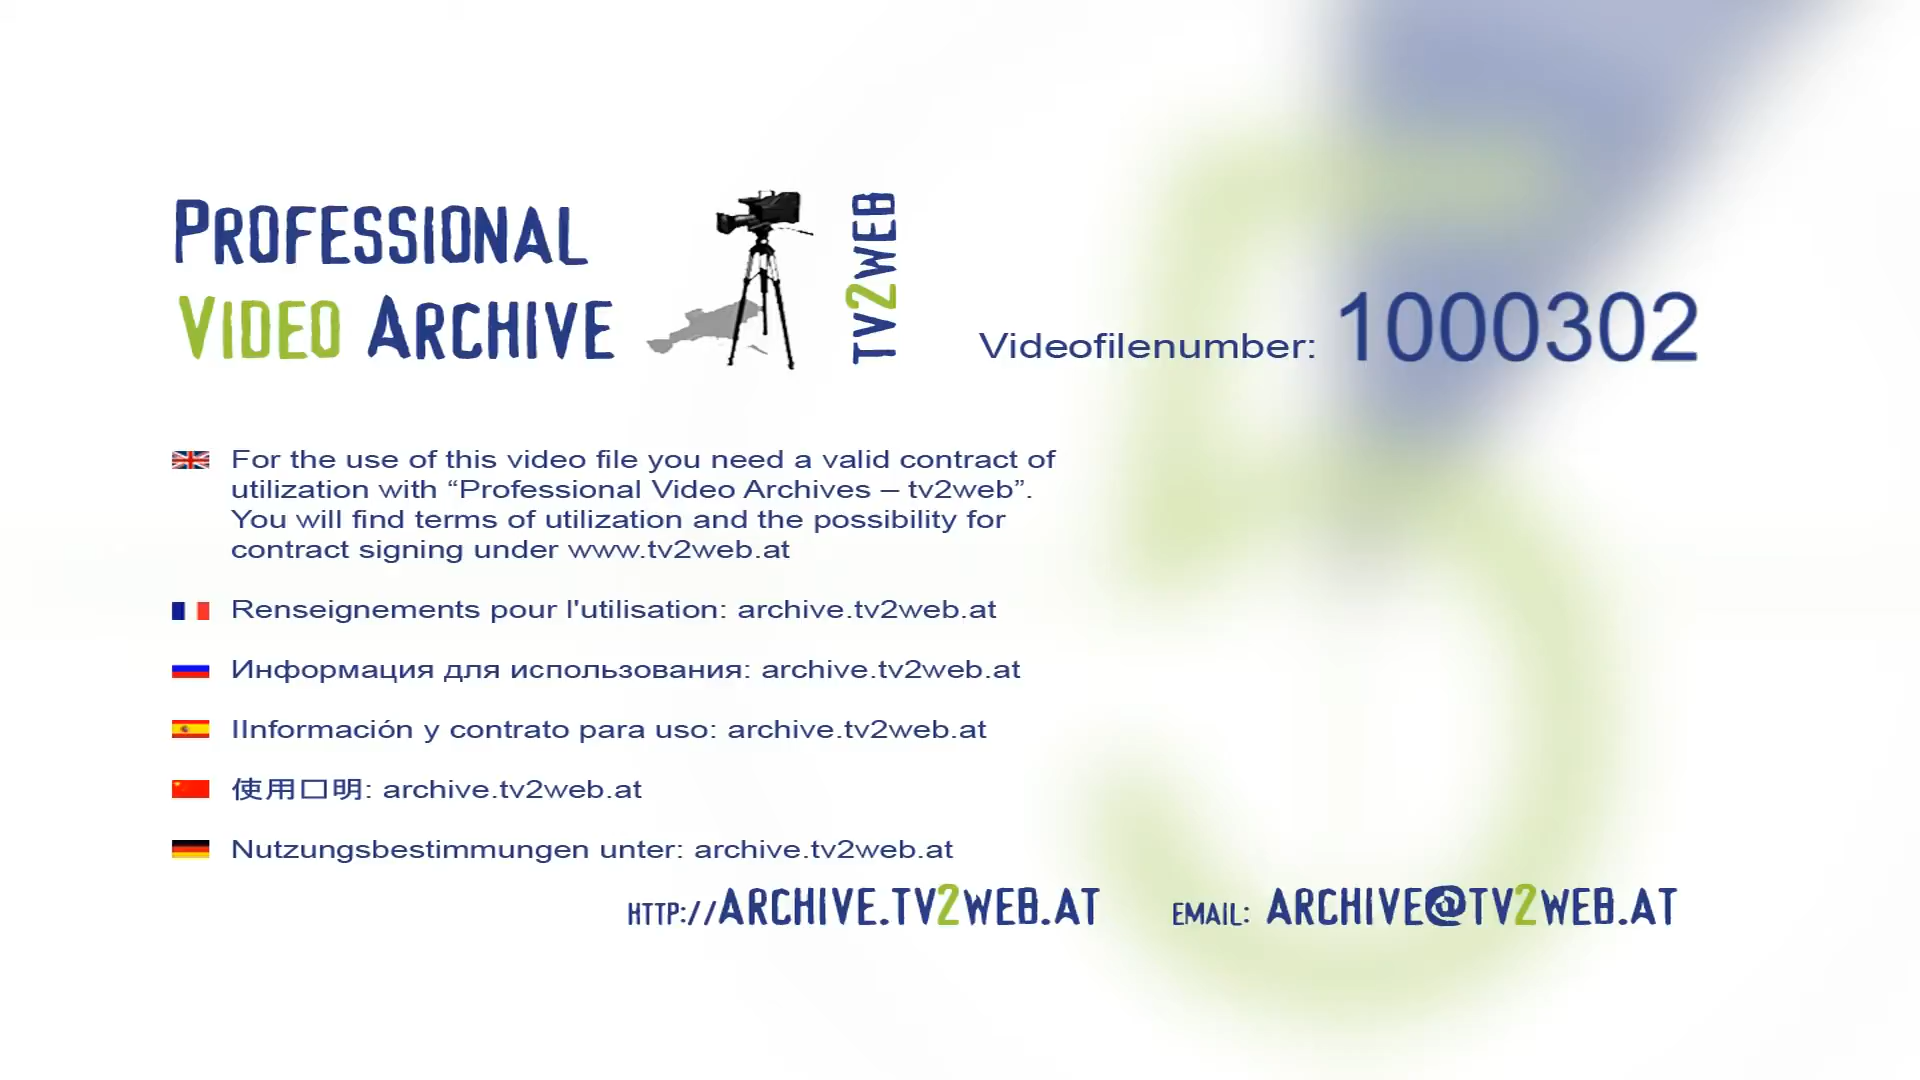 PROFESSIONAL
VIDEO ARCHIVE
TV2WEB
Videofilenumber: 1000302
For the use of this video file you need a valid contract of
utilization with “Professional Video Archives – tv2web”.
You will find terms of utilization and the possibility for
contract signing under www.tv2web.at
Renseignements pour l'utilisation: archive.tv2web.at
Информация для использования: archive.tv2web.at
IInformación y contrato para uso: archive.tv2web.at
使用□明: archive.tv2web.at
Nutzungsbestimmungen unter: archive.tv2web.at
HTTP://ARCHIVE.TV2WEB.AT
EMAIL: ARCHIVE@TV2WEB.AT
5